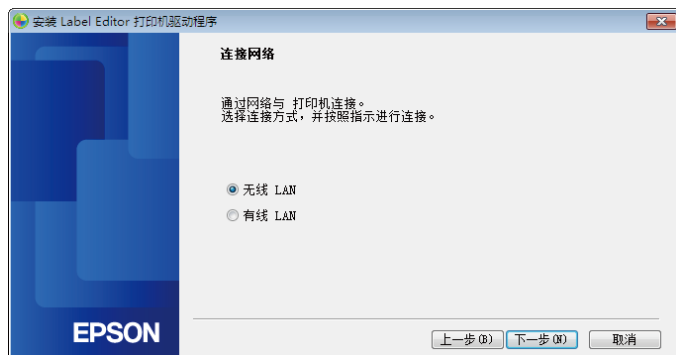 安装 Label Editor 打印机驱动程序
连接网络
通过网络与 打印机连接。
选择连接方式，并按照指示进行连接。
无线 LAN
有线 LAN
EPSON
上一步(B) 下一步(N) 取消